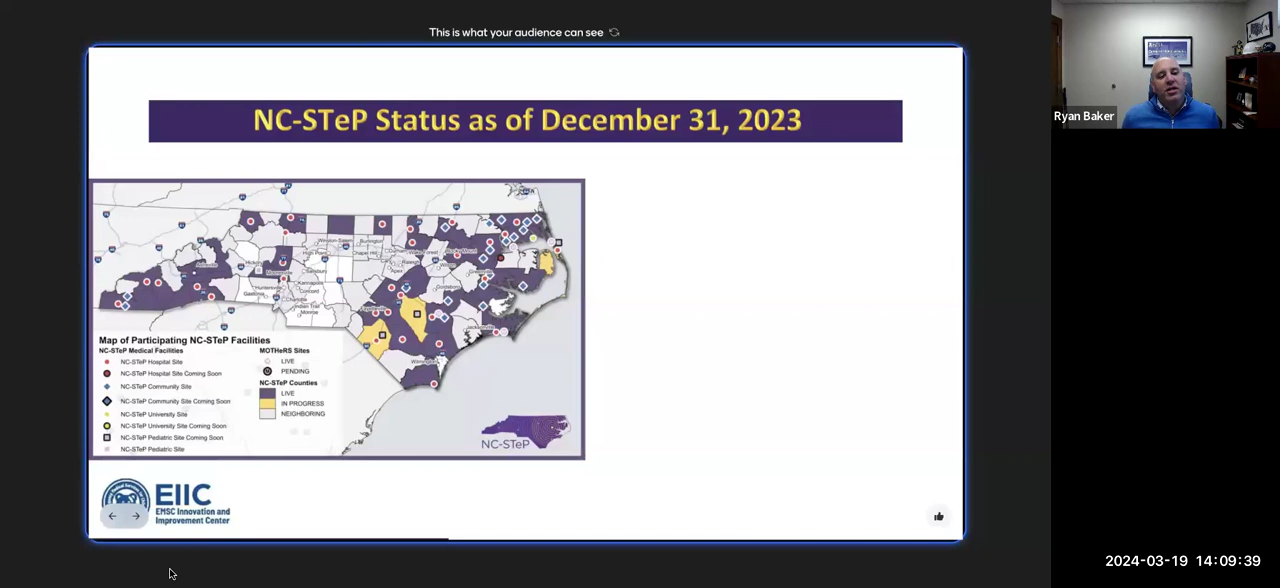 This is what your audience can see
Ryan Baker
NC-STeP Status as of December 31, 2023
Map of Participating NC-STeP Facilities
NC-STeP Medical Facilities
NC-STeP Hospital Site
NC-STeP Hospital Site Coming Soon
NC-STeP Community Site
NC-STeP Community Site Coming Soon
NC-STeP University Site
NC-STeP University Site Coming Soon
NC-STeP Pediatric Site Coming Soon
NC-STeP Pediatric Site
MOTHeRS Sites
LIVE
PENDING
NC-STeP Counties
LIVE
IN PROGRESS
NEIGHBORING
NC-STeP
EIIC
EMSC Innovation and
Improvement Center
2024-03-19 14:09:39